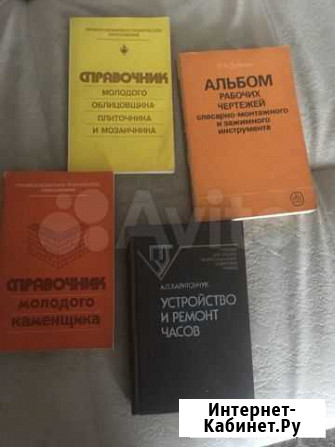 СПРАВОЧНИК
МОЛОДОГО
ОБЛИЦОВЩИКА
ПЛИТОЧНИКА
И МОЗАИЧНИКА
АЛЬБОМ
РАБОЧИХ
ЧЕРТЕЖЕЙ
слесарно-монтажного
и зажимного
инструмента
СПРАВОЧНИК
МОЛОДОГО
КАМЕНЩИКА
УСТРОЙСТВО
И РЕМОНТ
ЧАСОВ
Avito
Интернет-
Кабинет.Ру